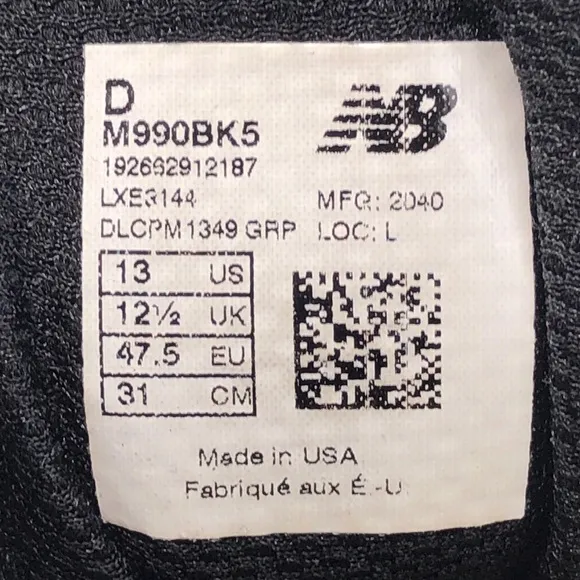 D
NB
M990BK5
192662912187
LXE3144
MFG: 2040
DLCPM1349 GRP
LOC: L
13 US
12½ UK
47.5 EU
31 CM
Made in USA
Fabriqué aux É.-U